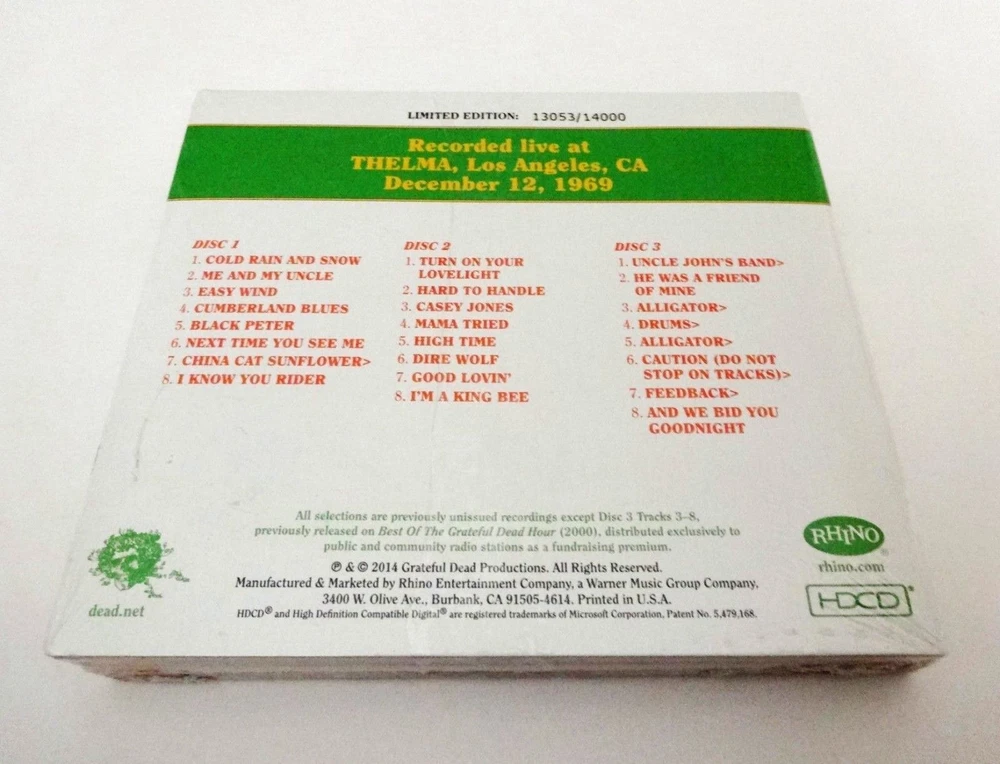 LIMITED EDITION: 13053/14000
Recorded live at
THELMA, Los Angeles, CA
December 12, 1969
DISC 1
1. COLD RAIN AND SNOW
2. ME AND MY UNCLE
3. EASY WIND
4. CUMBERLAND BLUES
5. BLACK PETER
6. NEXT TIME YOU SEE ME
7. CHINA CAT SUNFLOWER>
8. I KNOW YOU RIDER
DISC 2
1. TURN ON YOUR
LOVELIGHT
2. HARD TO HANDLE
3. CASEY JONES
4. MAMA TRIED
5. HIGH TIME
6. DIRE WOLF
7. GOOD LOVIN'
8. I'M A KING BEE
DISC 3
1. UNCLE JOHN'S BAND>
2. HE WAS A FRIEND
OF MINE
3. ALLIGATOR>
4. DRUMS>
5. ALLIGATOR>
6. CAUTION (DO NOT
STOP ON TRACKS)>
7. FEEDBACK>
8. AND WE BID YOU
GOODNIGHT
All selections are previously unissued recordings except Disc 3 Tracks 3–8,
previously released on Best Of The Grateful Dead Hour (2000), distributed exclusively to
public and community radio stations as a fundraising premium.
℗ & © 2014 Grateful Dead Productions. All Rights Reserved.
Manufactured & Marketed by Rhino Entertainment Company, a Warner Music Group Company,
3400 W. Olive Ave., Burbank, CA 91505-4614. Printed in U.S.A.
HDCD® and High Definition Compatible Digital® are registered trademarks of Microsoft Corporation, Patent No. 5,479,168.
dead.net
RHINO®
rhino.com
HDCD®